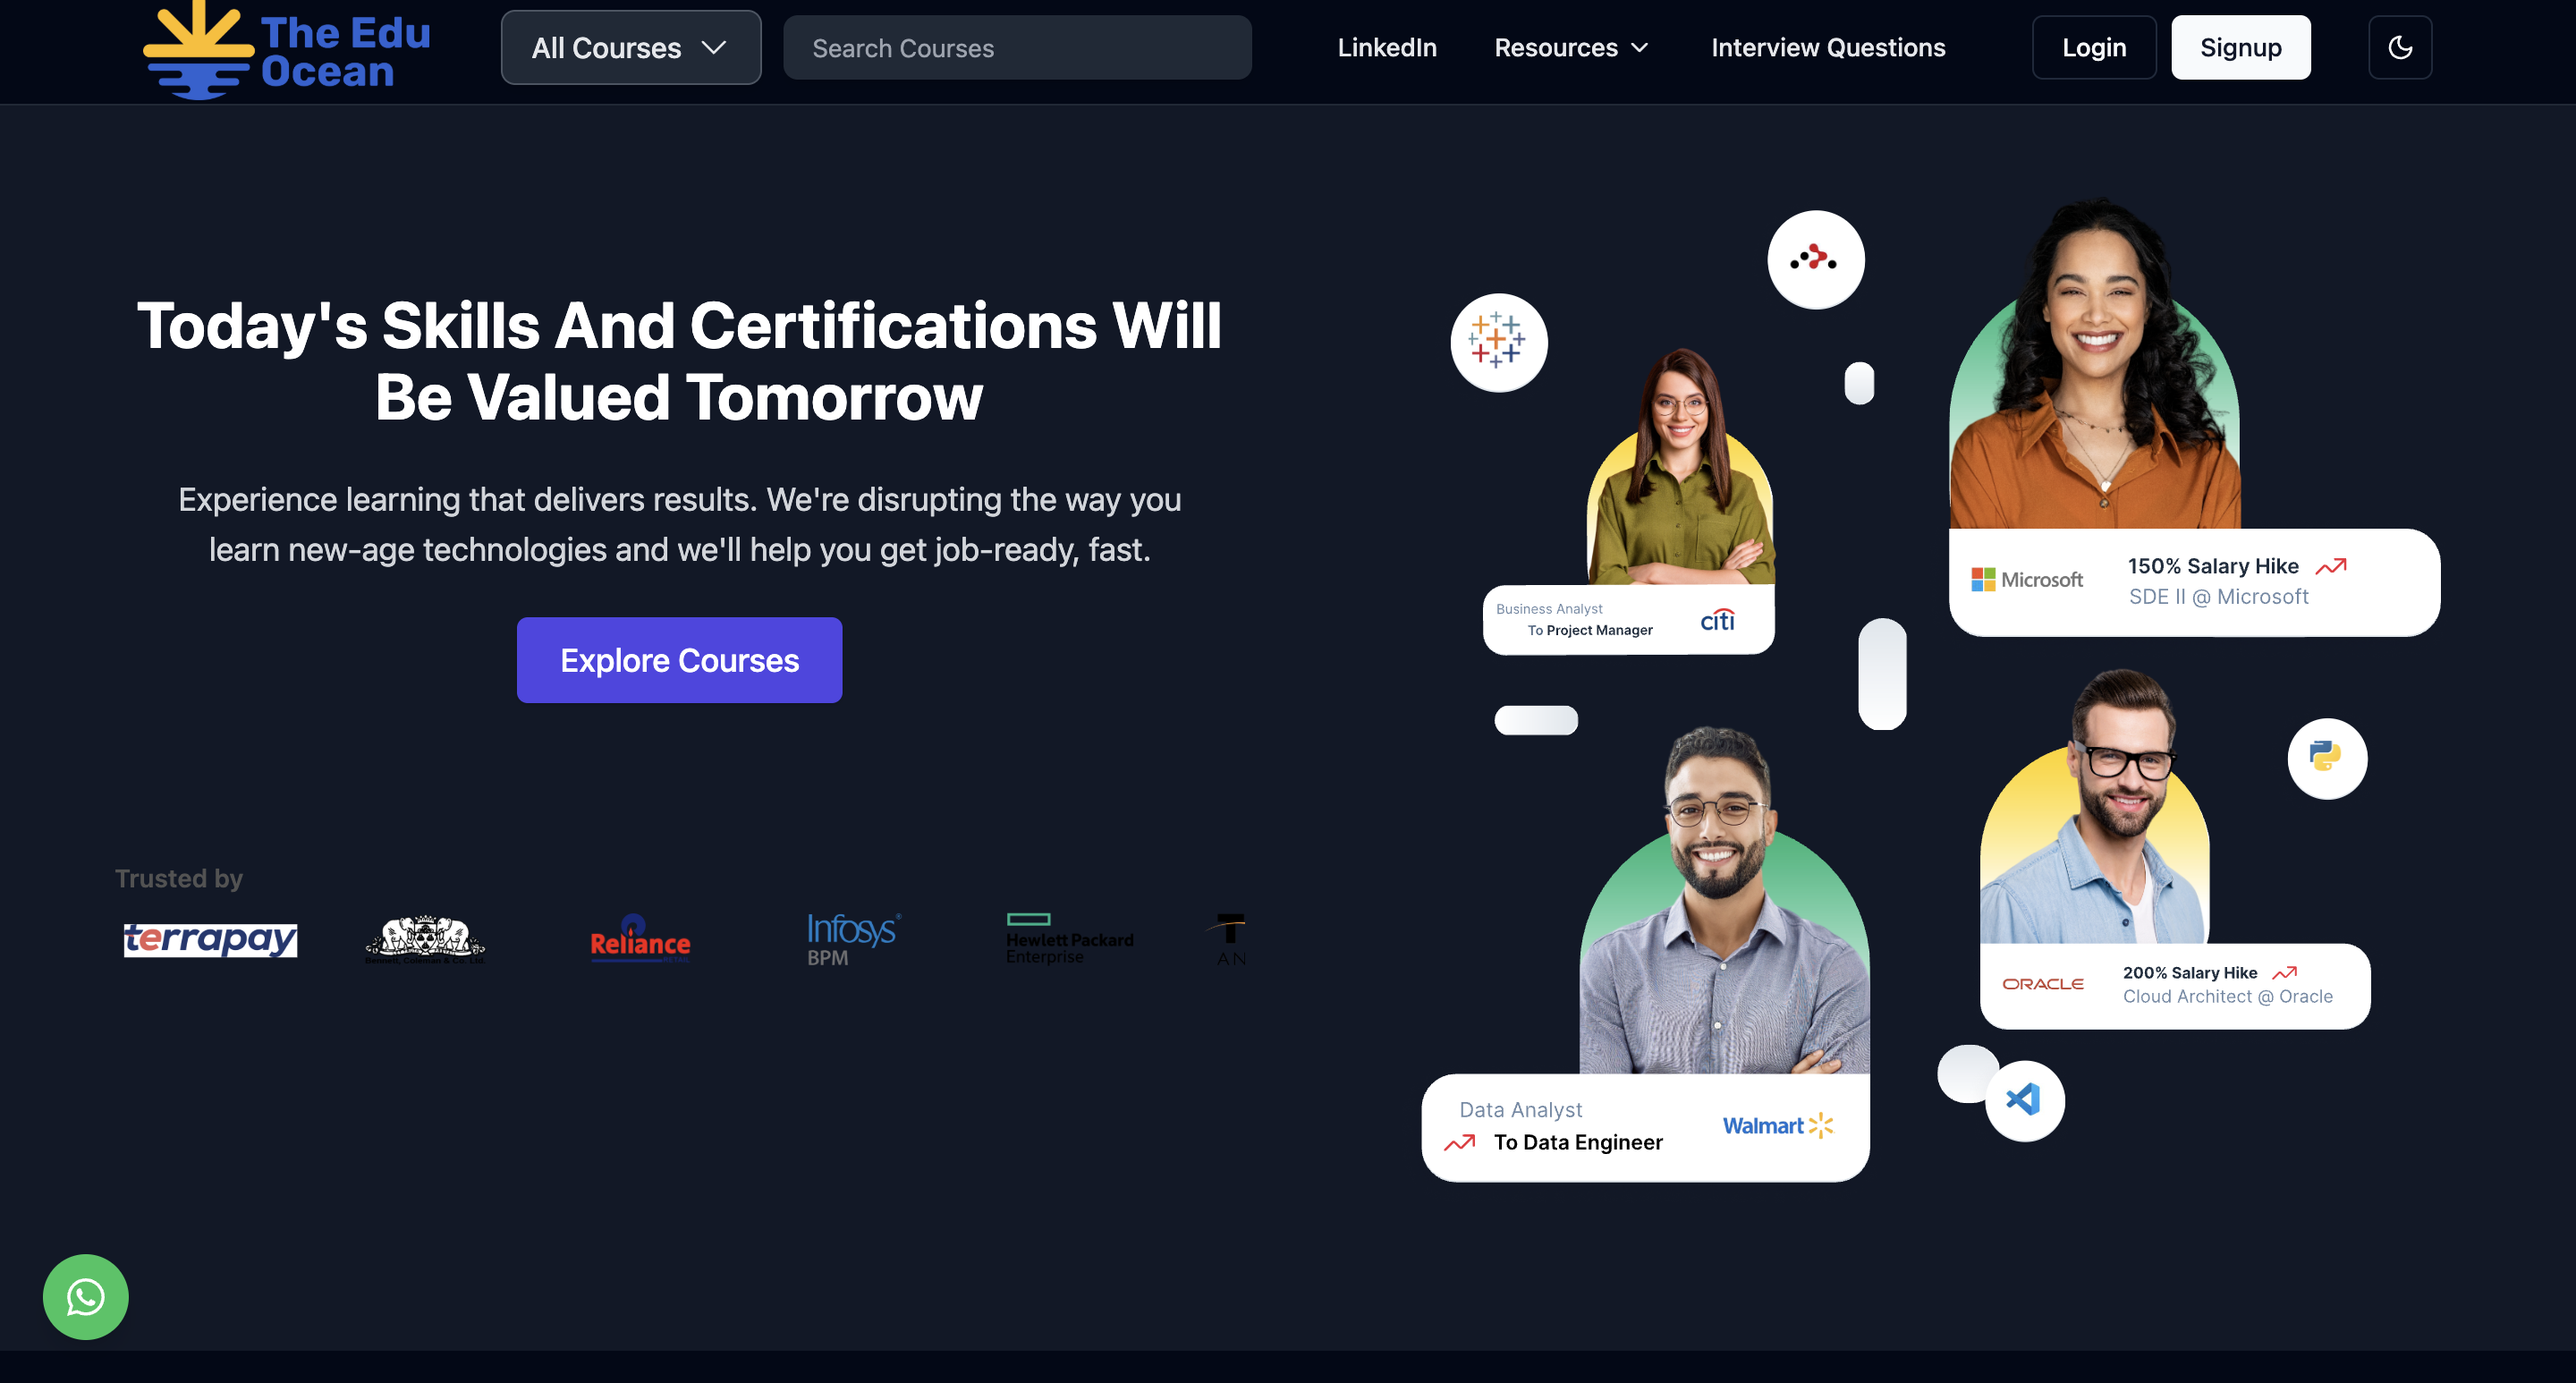 The Edu
Ocean
All Courses
Search Courses
LinkedIn
Resources
Interview Questions
Login
Signup
Today's Skills And Certifications Will
Be Valued Tomorrow
Experience learning that delivers results. We're disrupting the way you
learn new-age technologies and we'll help you get job-ready, fast.
Explore Courses
Trusted by
terrapay
Bennett, Coleman & Co. Ltd.
Reliance
Infosys®
BPM
Hewlett Packard
Enterprise
AN
Business Analyst
To Project Manager
citi
Microsoft
150% Salary Hike
SDE II @ Microsoft
Data Analyst
To Data Engineer
Walmart
ORACLE
200% Salary Hike
Cloud Architect @ Oracle